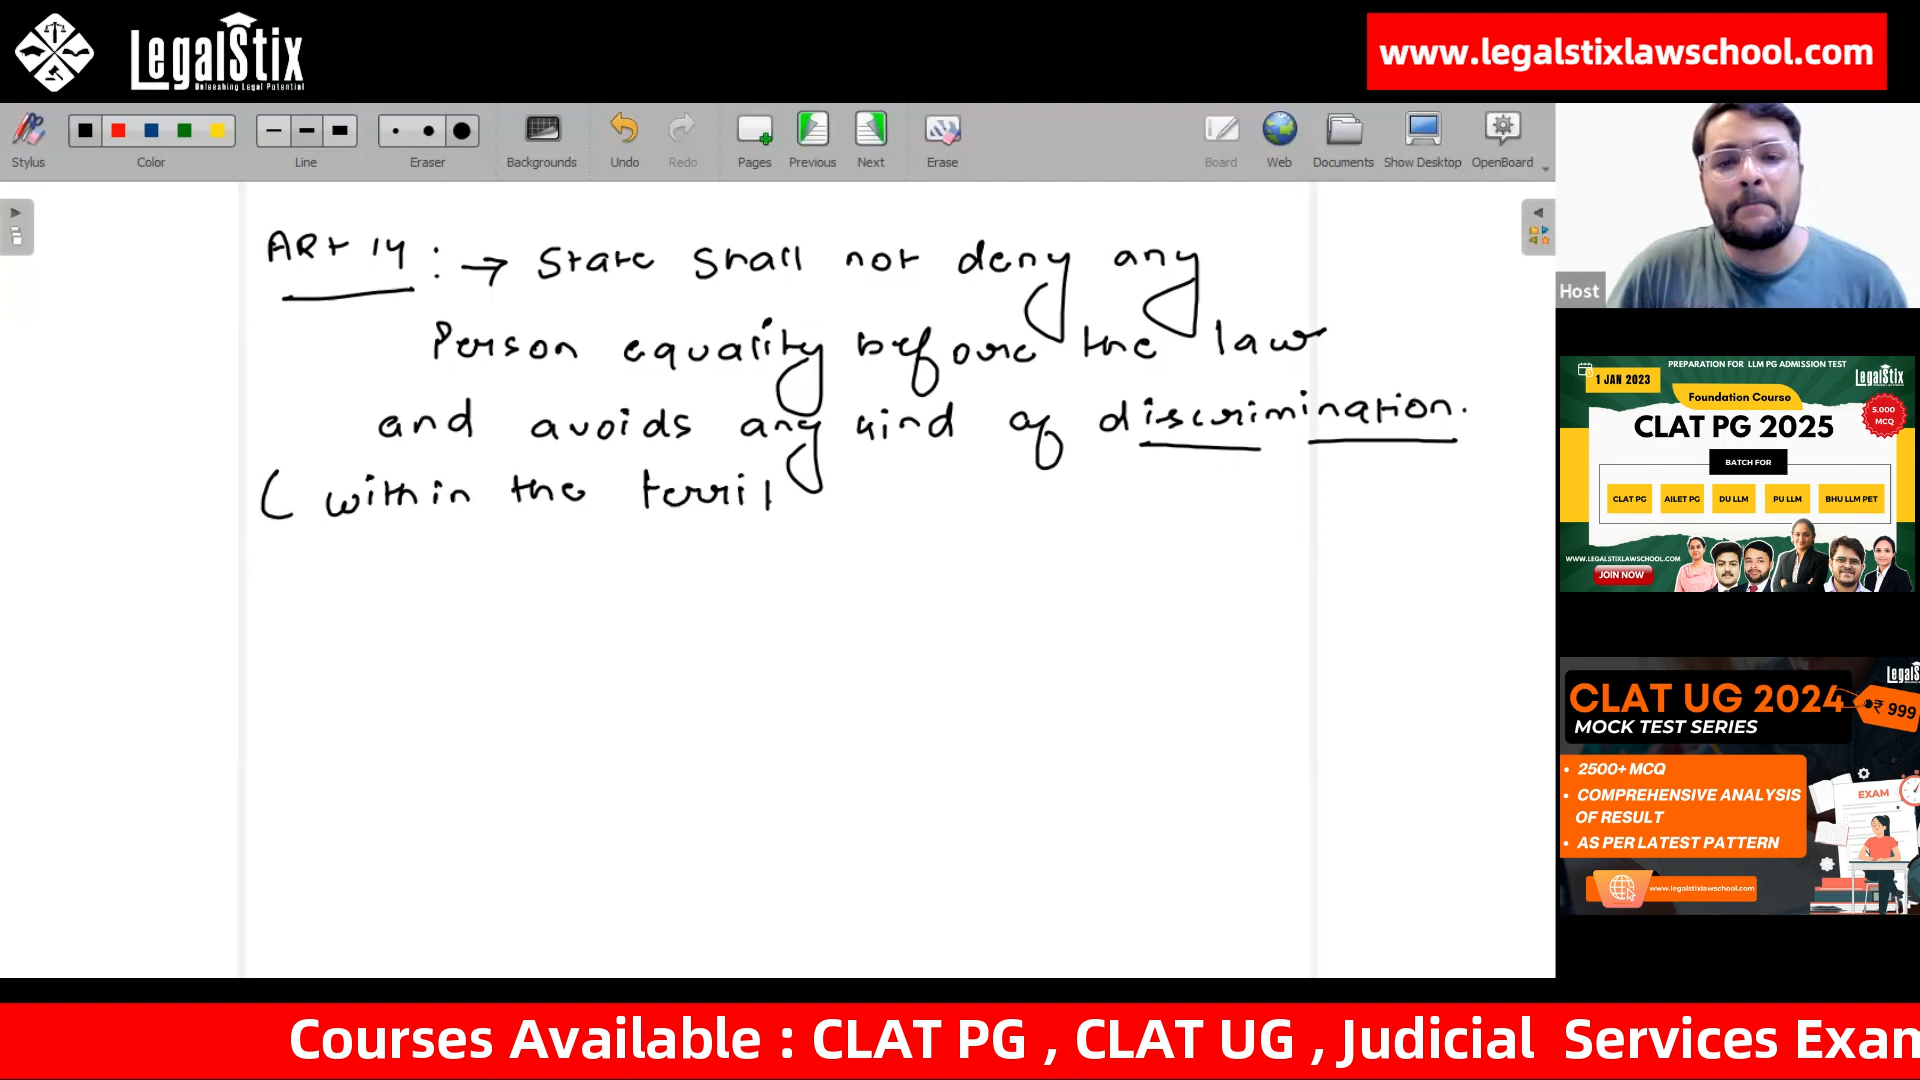 LegalStix
Unleashing Legal Potential
www.legalstixlawschool.com
Stylus
Color
Line
Eraser
Backgrounds
Undo
Redo
Pages
Previous
Next
Erase
Board
Web
Documents
Show Desktop
OpenBoard
ARt 14 : → State shall not deny any
Person equality before the law
and avoids any kind of discrimination.
( within the territ
Host
PREPARATION FOR LLM PG ADMISSION TEST
1 JAN 2023
LegalStix
Foundation Course
5,000 MCQ
CLAT PG 2025
BATCH FOR
CLAT PG AILET PG DU LLM PU LLM BHU LLM PET
WWW.LEGALSTIXLAWSCHOOL.COM
JOIN NOW
LegalS
CLAT UG 2024
₹ 999
MOCK TEST SERIES
• 2500+ MCQ
• COMPREHENSIVE ANALYSIS
OF RESULT
• AS PER LATEST PATTERN
EXAM
www.legalstixlawschool.com
Courses Available : CLAT PG , CLAT UG , Judicial Services Exam